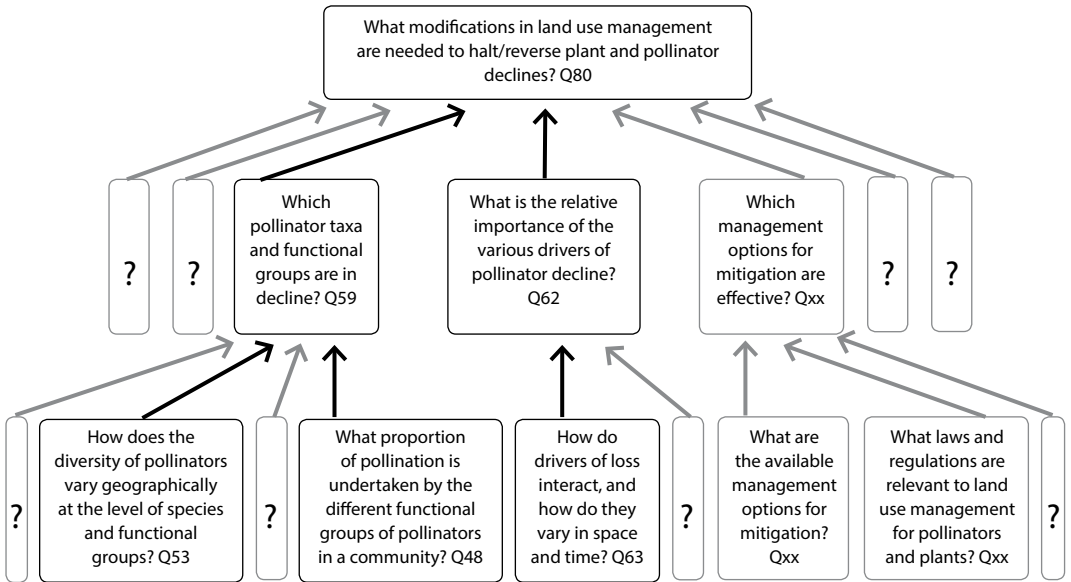 What modifications in land use management
are needed to halt/reverse plant and pollinator
declines? Q80
?
?
Which
pollinator taxa
and functional
groups are in
decline? Q59
What is the relative
importance of the
various drivers of
pollinator decline?
Q62
Which
management
options for
mitigation are
effective? Qxx
?
?
?
How does the
diversity of pollinators
vary geographically
at the level of species
and functional
groups? Q53
?
What proportion
of pollination is
undertaken by the
different functional
groups of pollinators
in a community? Q48
How do
drivers of loss
interact, and
how do they
vary in space
and time? Q63
?
What are
the available
management
options for
mitigation?
Qxx
What laws and
regulations are
relevant to land
use management
for pollinators
and plants? Qxx
?